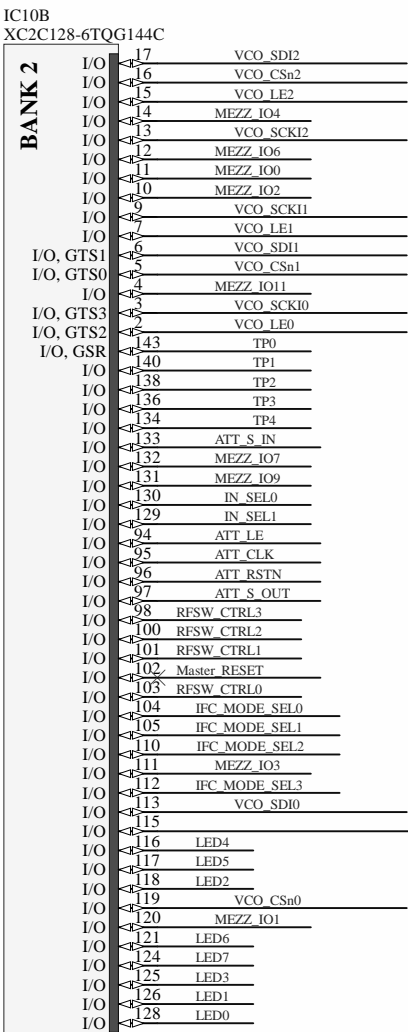 IC10B
XC2C128-6TQG144C
BANK 2
I/O 17 VCO_SDI2
I/O 16 VCO_CSn2
I/O 15 VCO_LE2
I/O 14 MEZZ_IO4
I/O 13 VCO_SCKI2
I/O 12 MEZZ_IO6
I/O 11 MEZZ_IO0
I/O 10 MEZZ_IO2
I/O 9 VCO_SCKI1
I/O 7 VCO_LE1
I/O, GTS1 6 VCO_SDI1
I/O, GTS0 5 VCO_CSn1
I/O 4 MEZZ_IO11
I/O, GTS3 3 VCO_SCKI0
I/O, GTS2 2 VCO_LE0
I/O, GSR 143 TP0
I/O 140 TP1
I/O 138 TP2
I/O 136 TP3
I/O 134 TP4
I/O 133 ATT_S_IN
I/O 132 MEZZ_IO7
I/O 131 MEZZ_IO9
I/O 130 IN_SEL0
I/O 129 IN_SEL1
I/O 94 ATT_LE
I/O 95 ATT_CLK
I/O 96 ATT_RSTN
I/O 97 ATT_S_OUT
I/O 98 RFSW_CTRL3
I/O 100 RFSW_CTRL2
I/O 101 RFSW_CTRL1
I/O 102 Master_RESET
I/O 103 RFSW_CTRL0
I/O 104 IFC_MODE_SEL0
I/O 105 IFC_MODE_SEL1
I/O 110 IFC_MODE_SEL2
I/O 111 MEZZ_IO3
I/O 112 IFC_MODE_SEL3
I/O 113 VCO_SDI0
I/O 115
I/O 116 LED4
I/O 117 LED5
I/O 118 LED2
I/O 119 VCO_CSn0
I/O 120 MEZZ_IO1
I/O 121 LED6
I/O 124 LED7
I/O 125 LED3
I/O 126 LED1
I/O 128 LED0